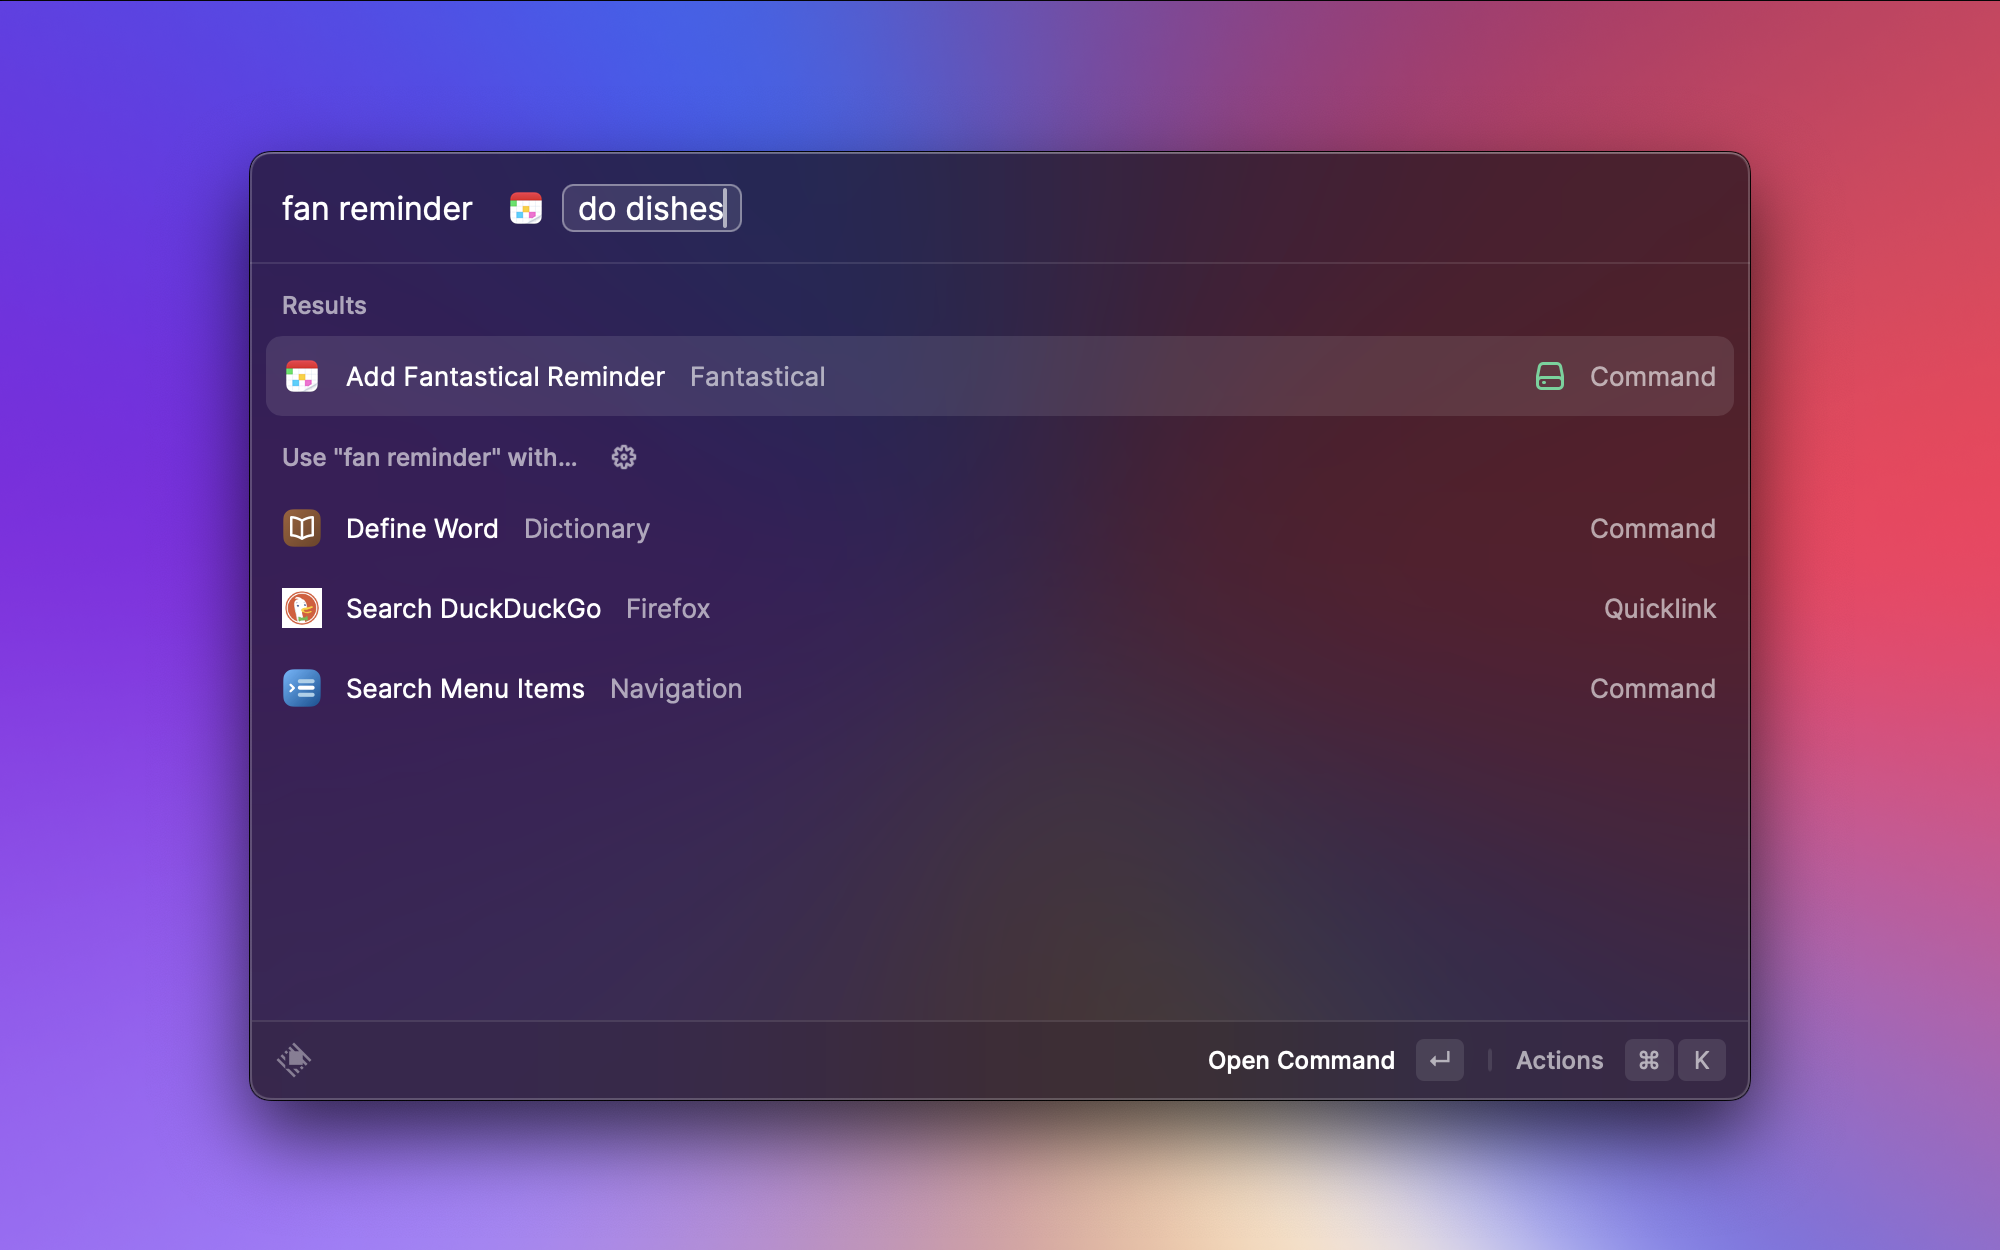 fan reminder do dishes
Results
Add Fantastical Reminder Fantastical Command
Use "fan reminder" with...
Define Word Dictionary Command
Search DuckDuckGo Firefox Quicklink
Search Menu Items Navigation Command
Open Command ↵ | Actions ⌘ K